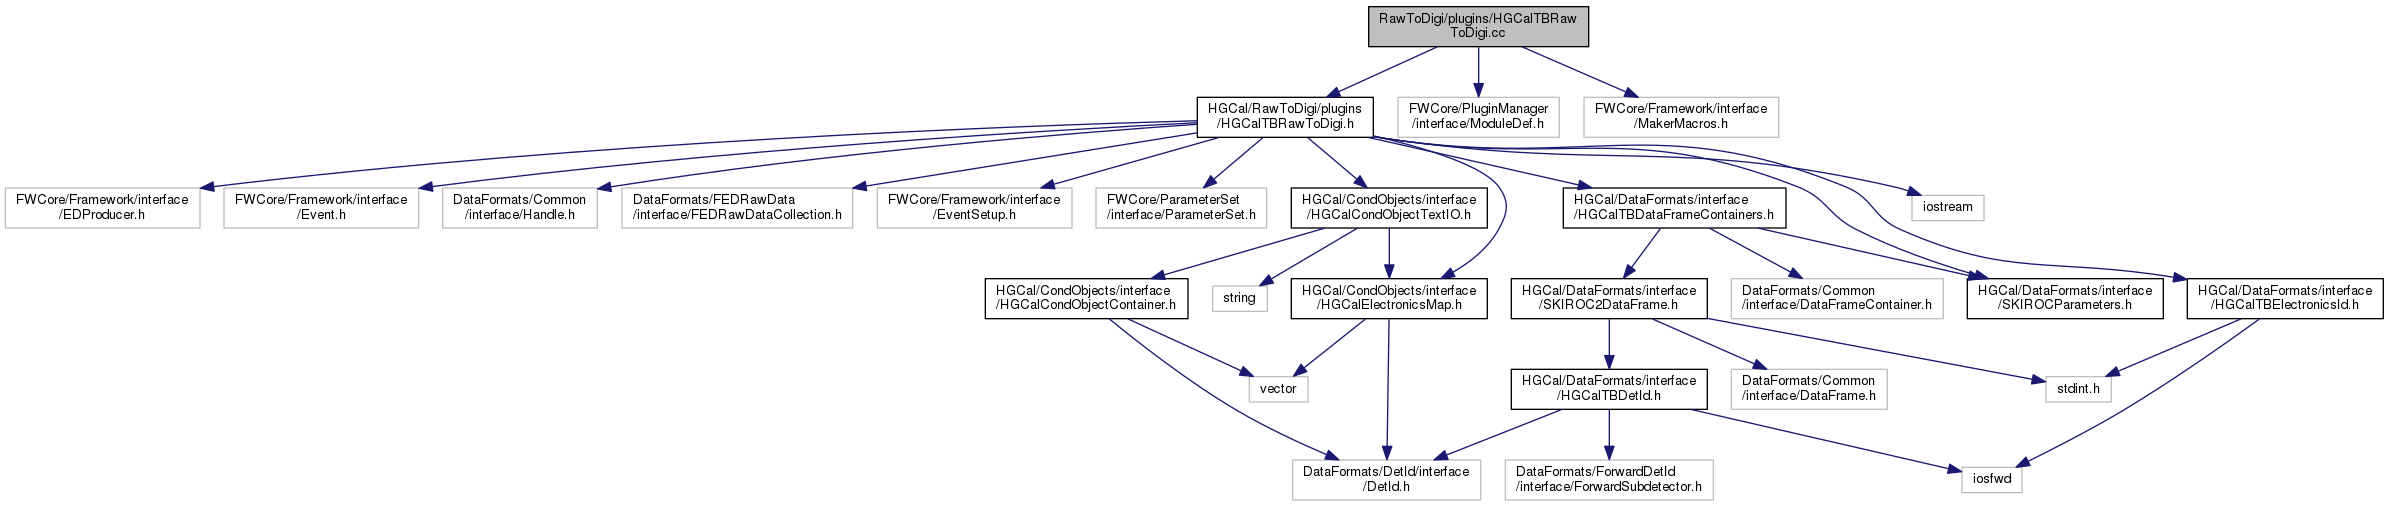 RawToDigi/plugins/HGCalTBRaw
ToDigi.cc
HGCal/RawToDigi/plugins
/HGCalTBRawToDigi.h
FWCore/PluginManager
/interface/ModuleDef.h
FWCore/Framework/interface
/MakerMacros.h
FWCore/Framework/interface
/EDProducer.h
FWCore/Framework/interface
/Event.h
DataFormats/Common
/interface/Handle.h
DataFormats/FEDRawData
/interface/FEDRawDataCollection.h
FWCore/Framework/interface
/EventSetup.h
FWCore/ParameterSet
/interface/ParameterSet.h
HGCal/CondObjects/interface
/HGCalCondObjectTextIO.h
HGCal/DataFormats/interface
/HGCalTBDataFrameContainers.h
iostream
HGCal/CondObjects/interface
/HGCalCondObjectContainer.h
string
HGCal/CondObjects/interface
/HGCalElectronicsMap.h
HGCal/DataFormats/interface
/SKIROC2DataFrame.h
DataFormats/Common
/interface/DataFrameContainer.h
HGCal/DataFormats/interface
/SKIROCParameters.h
HGCal/DataFormats/interface
/HGCalTBElectronicsId.h
vector
HGCal/DataFormats/interface
/HGCalTBDetId.h
DataFormats/Common
/interface/DataFrame.h
stdint.h
DataFormats/DetId/interface
/DetId.h
DataFormats/ForwardDetId
/interface/ForwardSubdetector.h
iosfwd